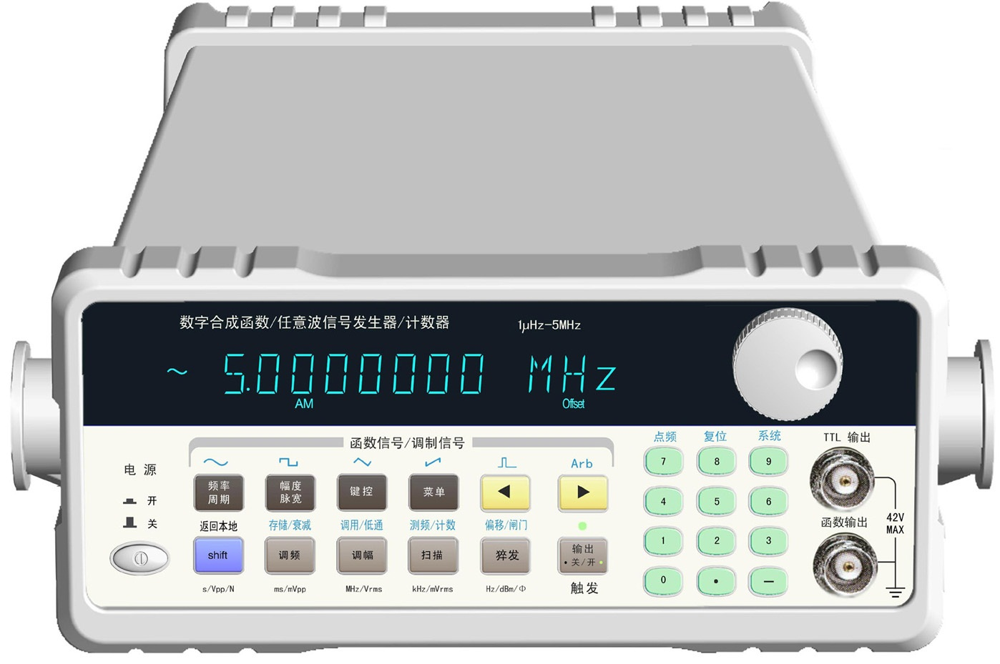 数字合成函数/任意波信号发生器/计数器 1μHz-5MHz
~ 5.0000000 MHz
AM Offset
函数信号/调制信号
点频 复位 系统
TTL 输出
电 源
开
关
Arb
频率
周期
幅度
脉宽
键控
菜单
返回本地 存储/衰减 调用/低通 测频/计数 偏移/闸门
shift
调频
调幅
扫描
猝发
输出
关/开
s/Vpp/N ms/mVpp MHz/Vrms kHz/mVrms Hz/dBm/Φ 触发
7 8 9
4 5 6
1 2 3
0 • —
函数输出
42V
MAX